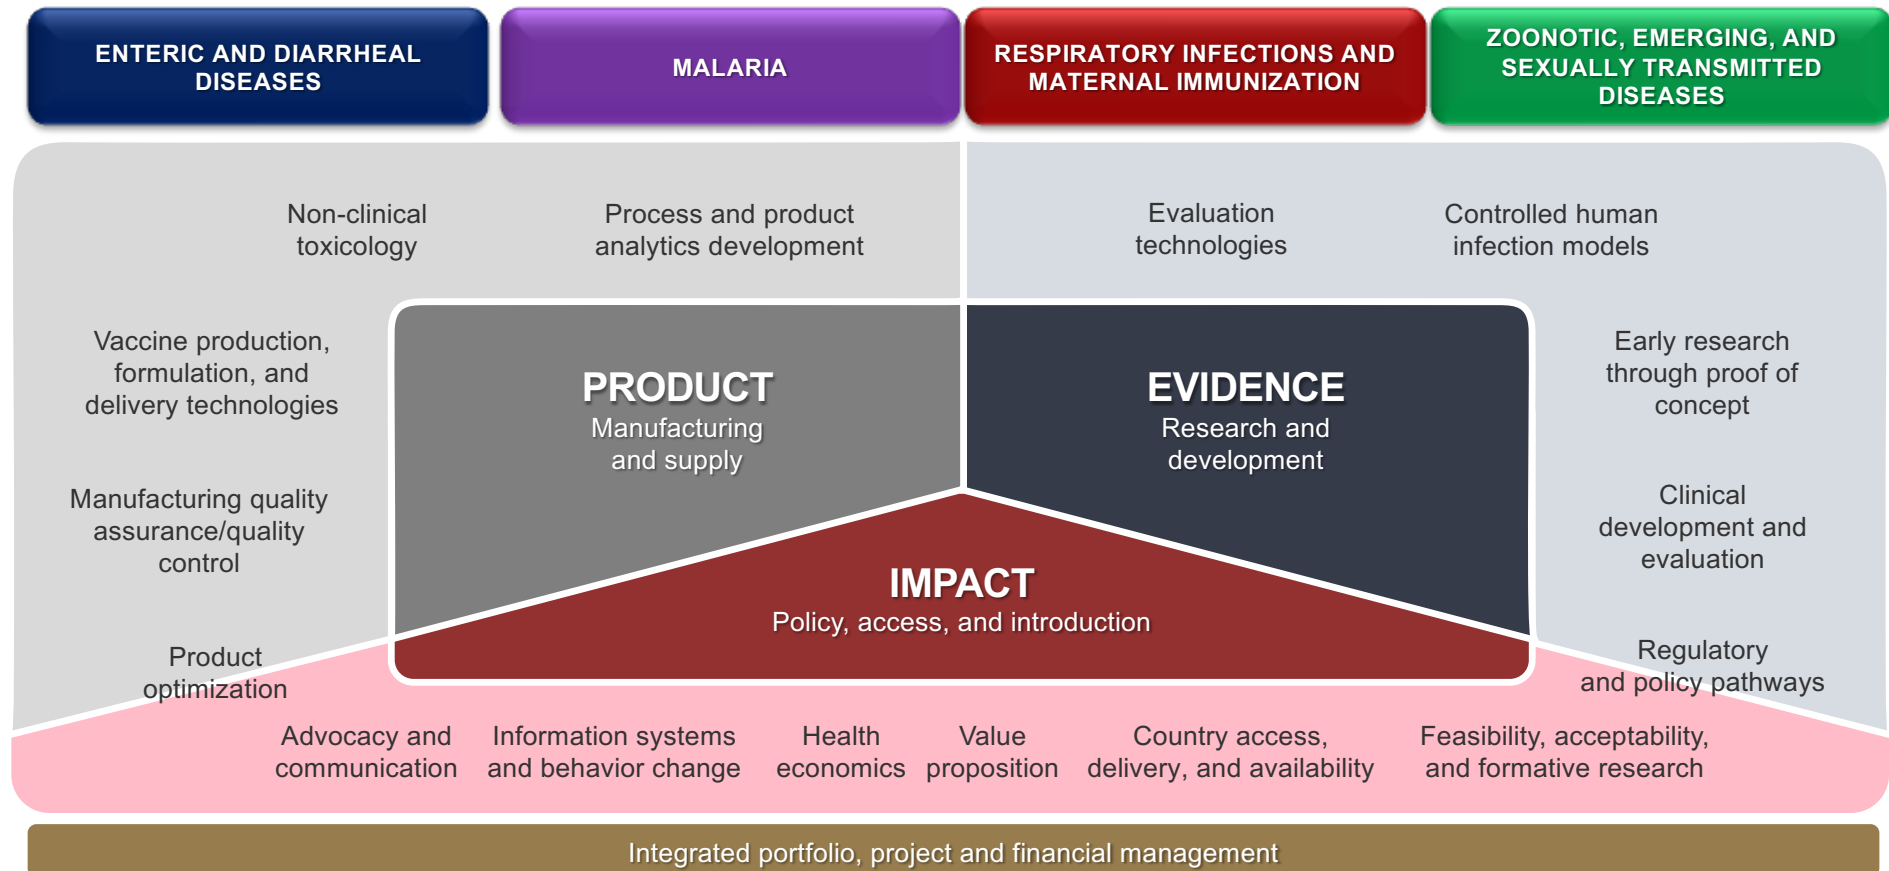 ENTERIC AND DIARRHEAL
DISEASES
MALARIA
RESPIRATORY INFECTIONS AND
MATERNAL IMMUNIZATION
ZOONOTIC, EMERGING, AND
SEXUALLY TRANSMITTED
DISEASES
Non-clinical
toxicology
Process and product
analytics development
Evaluation
technologies
Controlled human
infection models
Vaccine production,
formulation, and
delivery technologies
Manufacturing quality
assurance/quality
control
Product
optimization
PRODUCT
Manufacturing
and supply
EVIDENCE
Research and
development
IMPACT
Policy, access, and introduction
Early research
through proof of
concept
Clinical
development and
evaluation
Regulatory
and policy pathways
Advocacy and
communication
Information systems
and behavior change
Health
economics
Value
proposition
Country access,
delivery, and availability
Feasibility, acceptability,
and formative research
Integrated portfolio, project and financial management